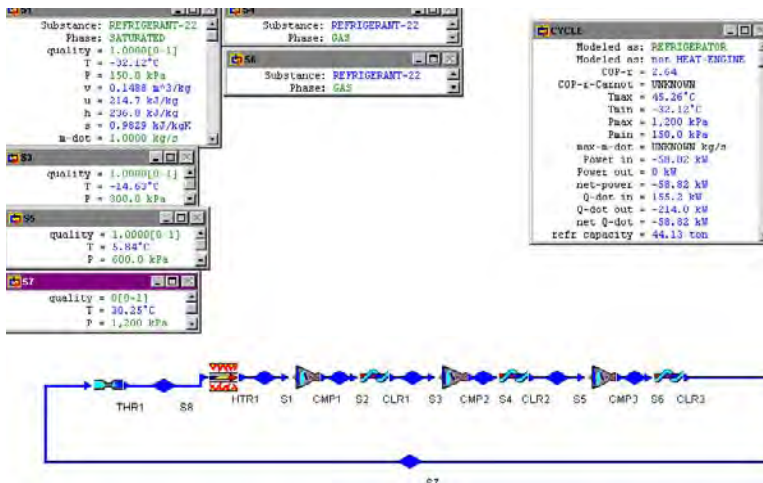 S1
Substance: REFRIGERANT-22
Phase: SATURATED
quality = 1.0000[0-1]
T = -32.12°C
P = 150.0 kPa
v = 0.1488 m^3/kg
u = 214.7 kJ/kg
h = 236.8 kJ/kg
s = 0.9829 kJ/kgK
m-dot = 1.0000 kg/s
S3
quality = 1.0000[0-1]
T = -14.63°C
P = 300.0 kPa
S5
quality = 1.0000[0-1]
T = 5.84°C
P = 600.0 kPa
S7
quality = 0[0-1]
T = 30.25°C
P = 1,200 kPa
S4
Substance: REFRIGERANT-22
Phase: GAS
S6
Substance: REFRIGERANT-22
Phase: GAS
CYCLE
Modeled as: REFRIGERATOR
Modeled as: non HEAT-ENGINE
COP-r = 2.64
COP-r-Carnot = UNKNOWN
Tmax = 45.26°C
Tmin = -32.12°C
Pmax = 1,200 kPa
Pmin = 150.0 kPa
max-m-dot = UNKNOWN kg/s
Power in = -58.82 kW
Power out = 0 kW
net-power = -58.82 kW
Q-dot in = 155.2 kW
Q-dot out = -214.0 kW
net Q-dot = -58.82 kW
refr capacity = 44.13 ton
THR1 S8 HTR1 S1 CMP1 S2 CLR1 S3 CMP2 S4 CLR2 S5 CMP3 S6 CLR3
S7